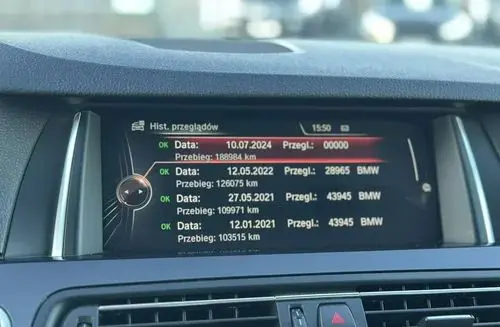 Hist. przeglądów 15:50
OK Data: 10.07.2024 Przegl.: 00000
Przebieg: 188984 km
OK Data: 12.05.2022 Przegl.: 28965 BMW
Przebieg: 126075 km
OK Data: 27.05.2021 Przegl.: 43945 BMW
Przebieg: 109971 km
OK Data: 12.01.2021 Przegl.: 43945 BMW
Przebieg: 103515 km